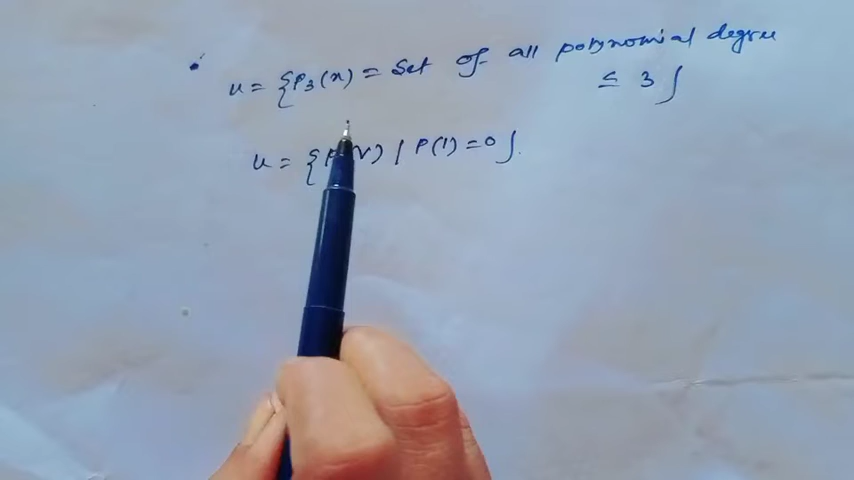 u = {P3(x) = Set of all polynomial degree
≤ 3}
u = {P(V) / P(1) = 0}.